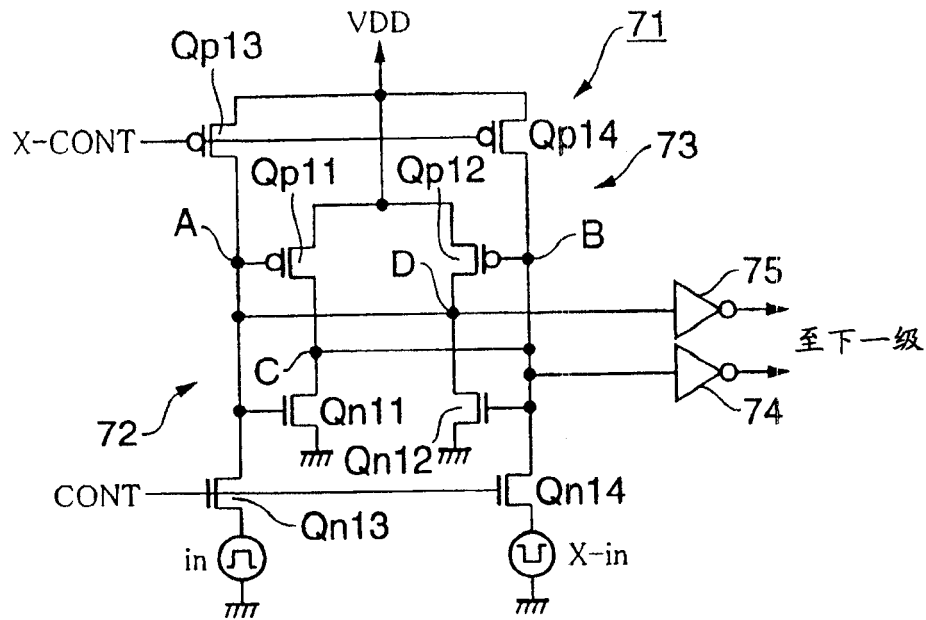 VDD
71
Qp13
X-CONT
Qp14
73
Qp11
Qp12
A
B
D
75
至下一级
C
72
Qn11
74
Qn12
CONT
Qn14
Qn13
in
X-in